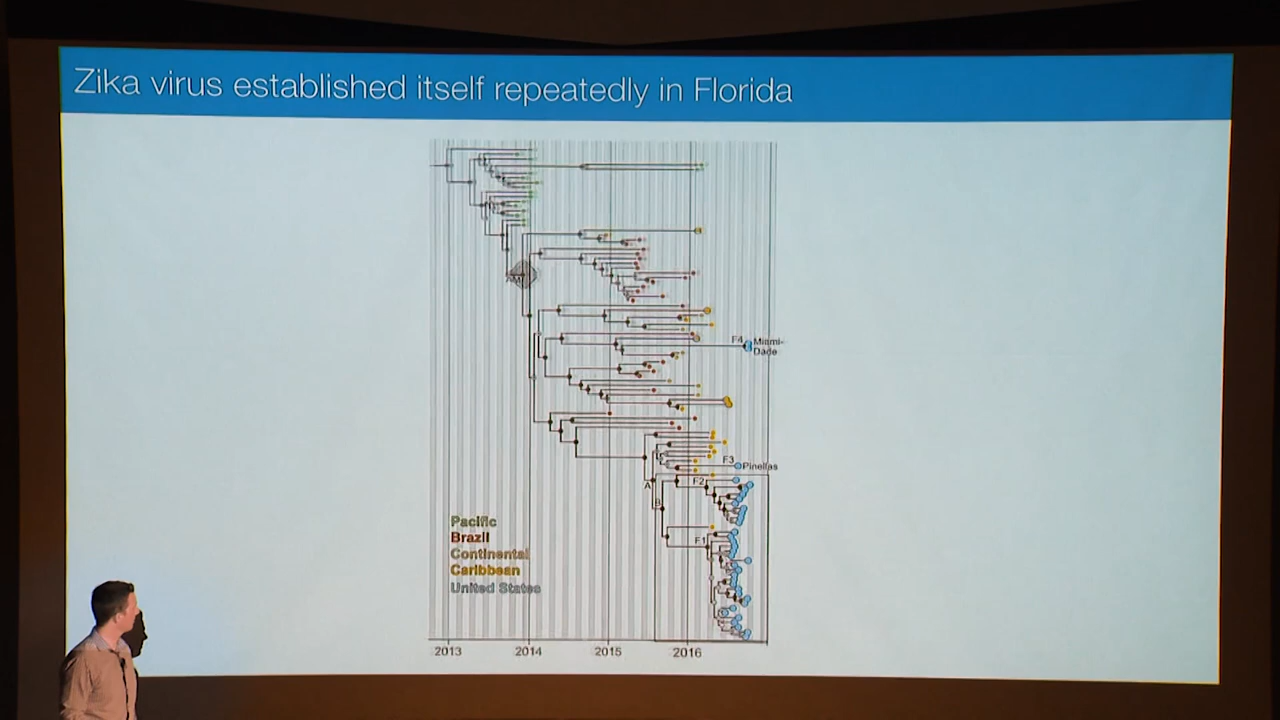 Zika virus established itself repeatedly in Florida
AM
F4
Miami-
Dade
F3
Pinellas
A
F2
B
F1
Pacific
Brazil
Continental
Caribbean
United States
2013
2014
2015
2016